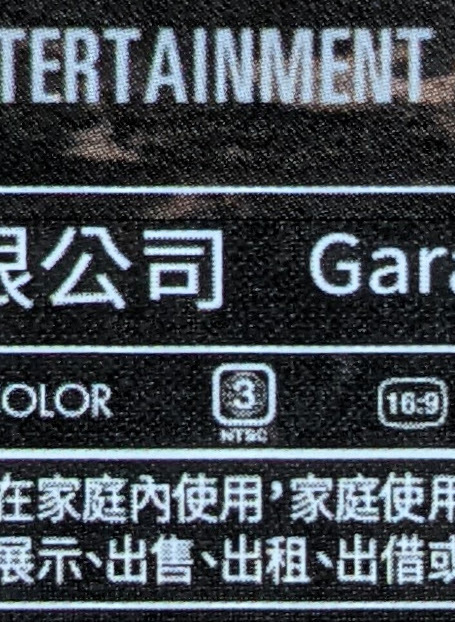 TERTAINMENT
限公司 Gara
COLOR 3 16:9
NTSC
在家庭內使用，家庭使用
展示、出售、出租、出借或